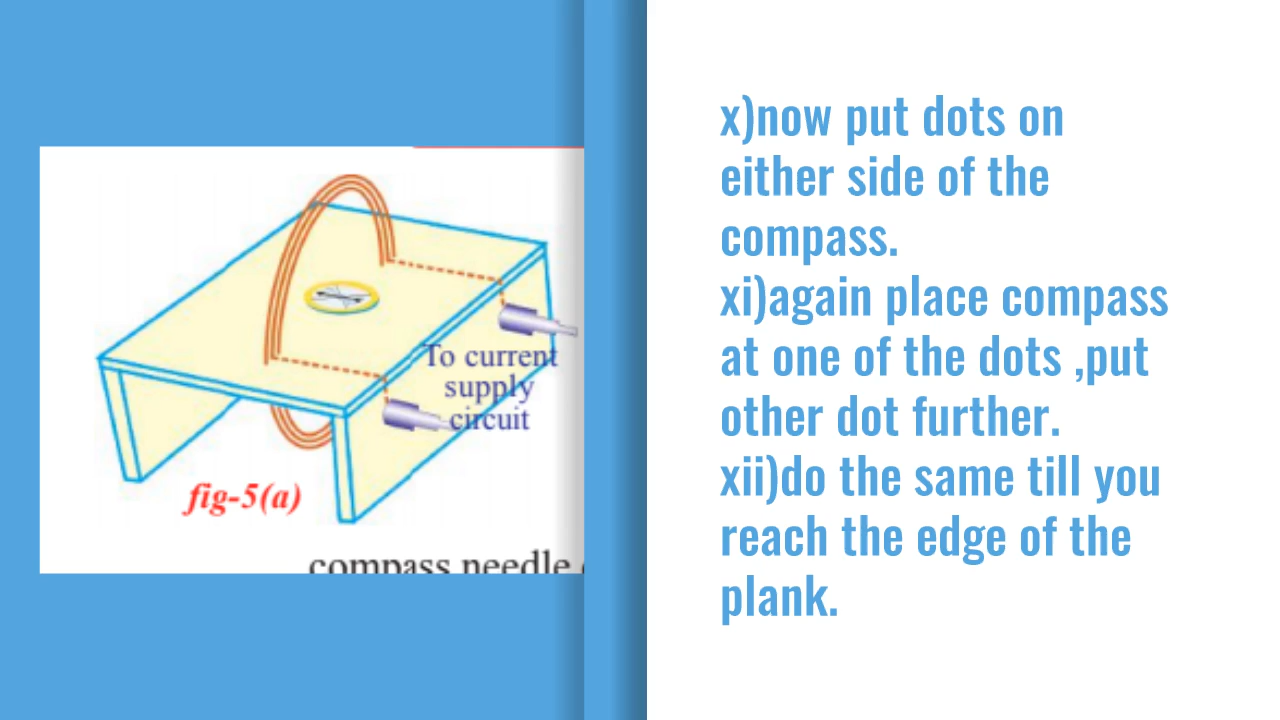 To current
supply
circuit
fig-5(a)
compass needle
x)now put dots on
either side of the
compass.
xi)again place compass
at one of the dots ,put
other dot further.
xii)do the same till you
reach the edge of the
plank.